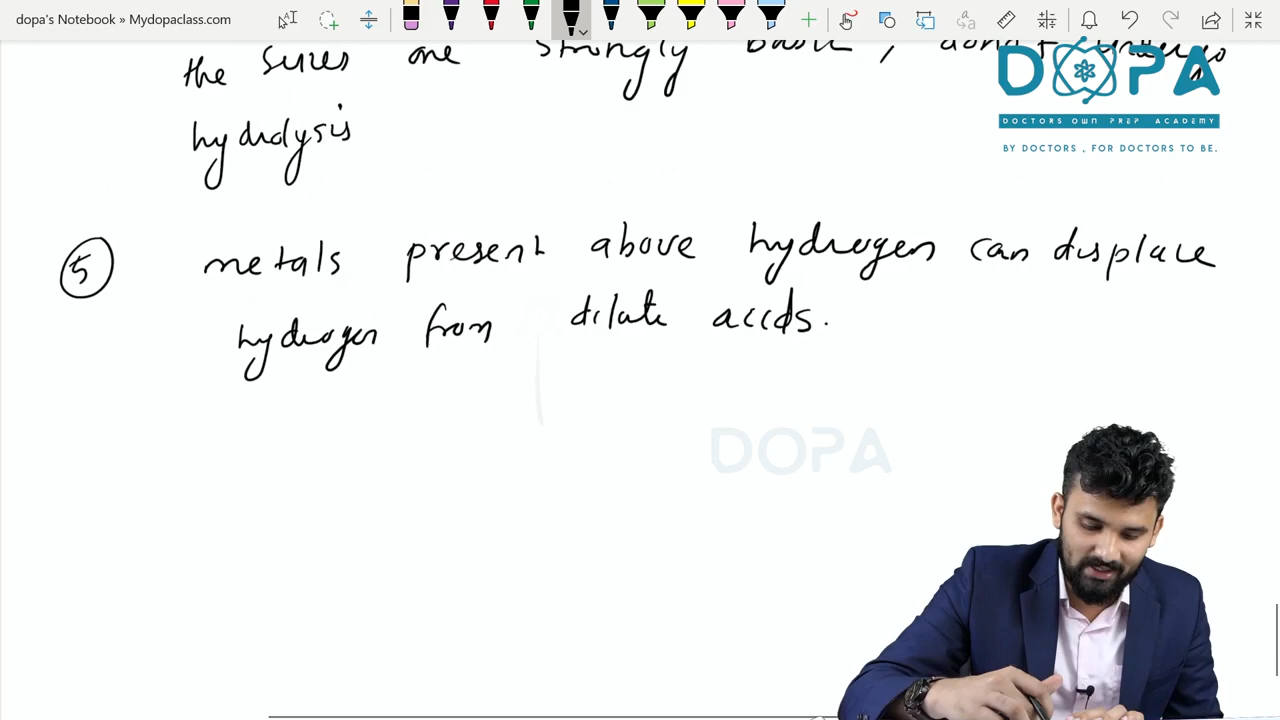 dopa's Notebook » Mydopaclass.com
the series are strongly basic,
DOPA
DOCTORS OWN PREP ACADEMY
BY DOCTORS , FOR DOCTORS TO BE.
hydrolysis
5 metals present above hydrogen can displace
hydrogen from dilute acids.
DOPA